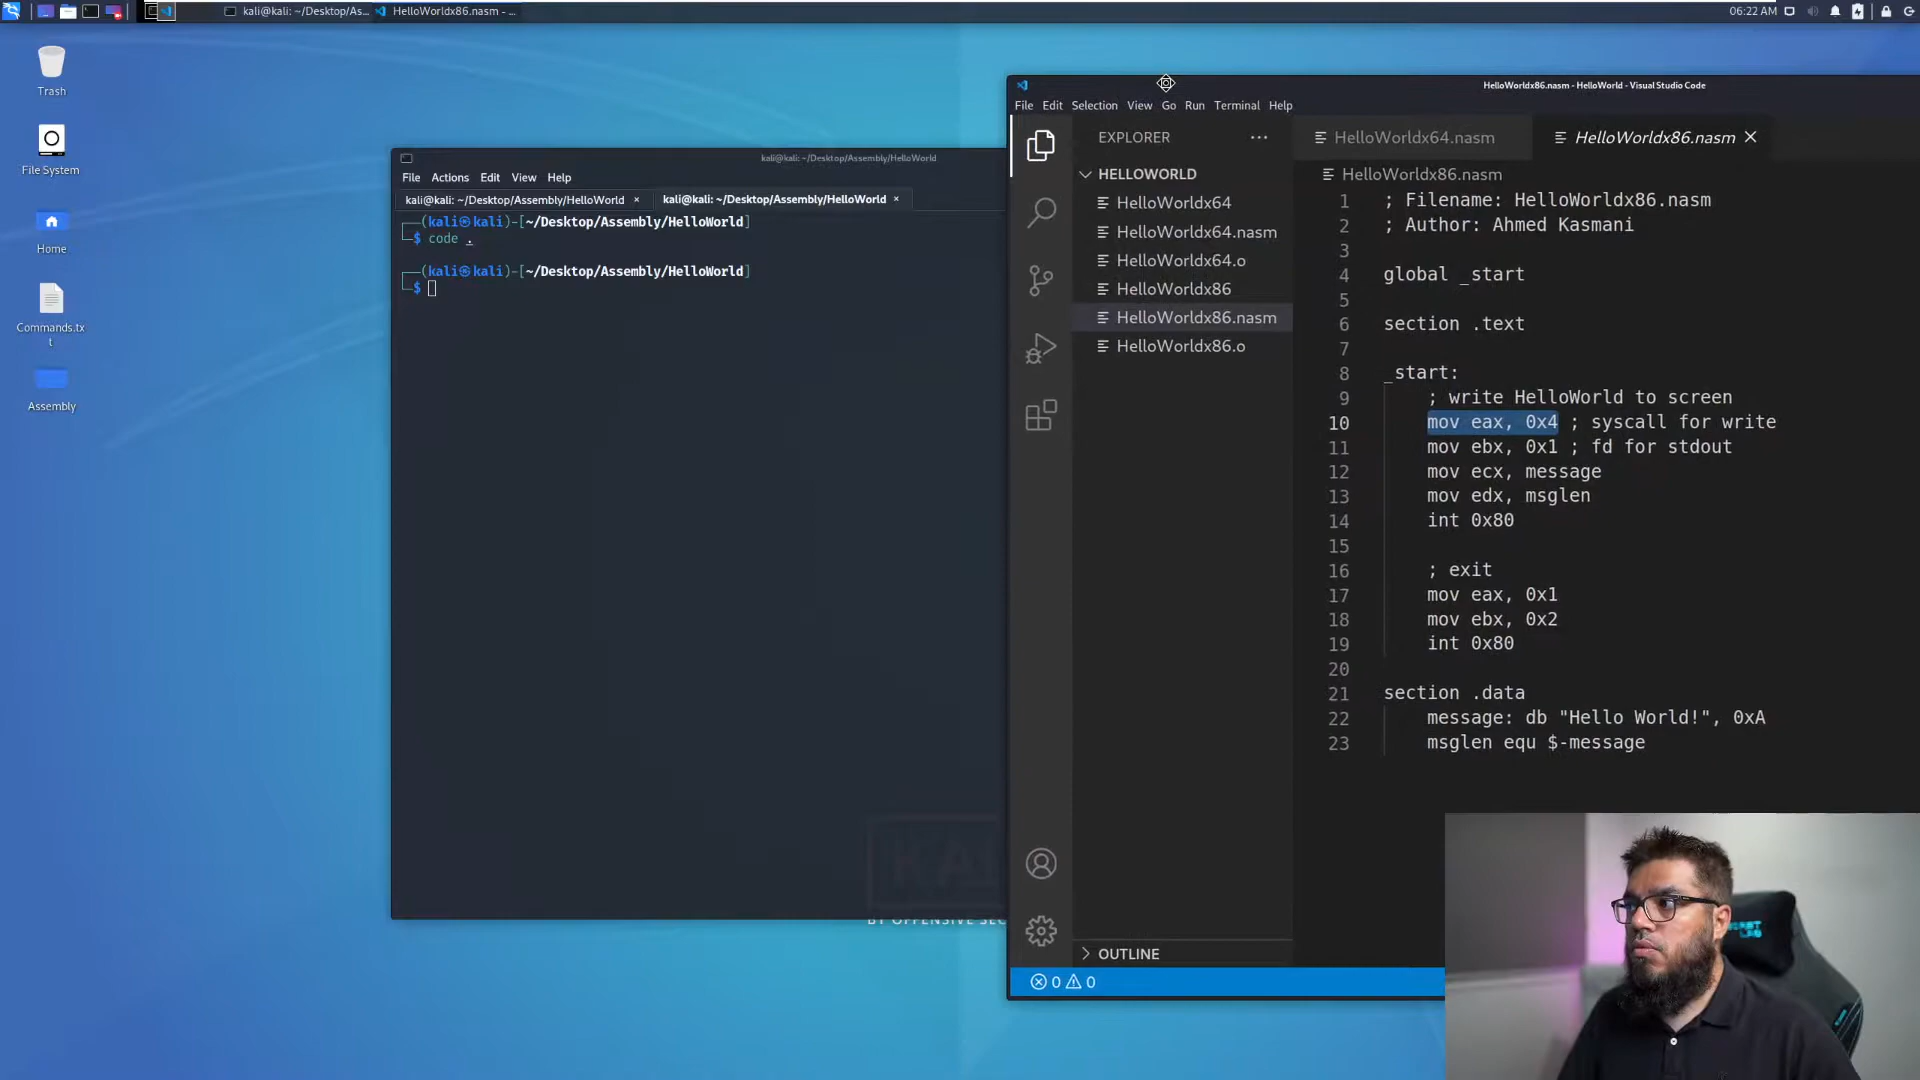 kali@kali: ~/Desktop/As...
HelloWorldx86.nasm - ...
06:22 AM
Trash
File System
Home
Commands.tx
t
Assembly
kali@kali: ~/Desktop/Assembly/HelloWorld
File Actions Edit View Help
kali@kali: ~/Desktop/Assembly/HelloWorld ×
kali@kali: ~/Desktop/Assembly/HelloWorld ×
(kali㉿kali)-[~/Desktop/Assembly/HelloWorld]
$ code .
(kali㉿kali)-[~/Desktop/Assembly/HelloWorld]
$
KAL
BY OFFENSIVE SEC
HelloWorldx86.nasm - HelloWorld - Visual Studio Code
File Edit Selection View Go Run Terminal Help
EXPLORER ...
HELLOWORLD
HelloWorldx64
HelloWorldx64.nasm
HelloWorldx64.o
HelloWorldx86
HelloWorldx86.nasm
HelloWorldx86.o
OUTLINE
0 0
HelloWorldx64.nasm
HelloWorldx86.nasm
HelloWorldx86.nasm
1 ; Filename: HelloWorldx86.nasm
2 ; Author: Ahmed Kasmani
3
4 global _start
5
6 section .text
7
8 _start:
9 ; write HelloWorld to screen
10 mov eax, 0x4 ; syscall for write
11 mov ebx, 0x1 ; fd for stdout
12 mov ecx, message
13 mov edx, msglen
14 int 0x80
15
16 ; exit
17 mov eax, 0x1
18 mov ebx, 0x2
19 int 0x80
20
21 section .data
22 message: db "Hello World!", 0xA
23 msglen equ $-message